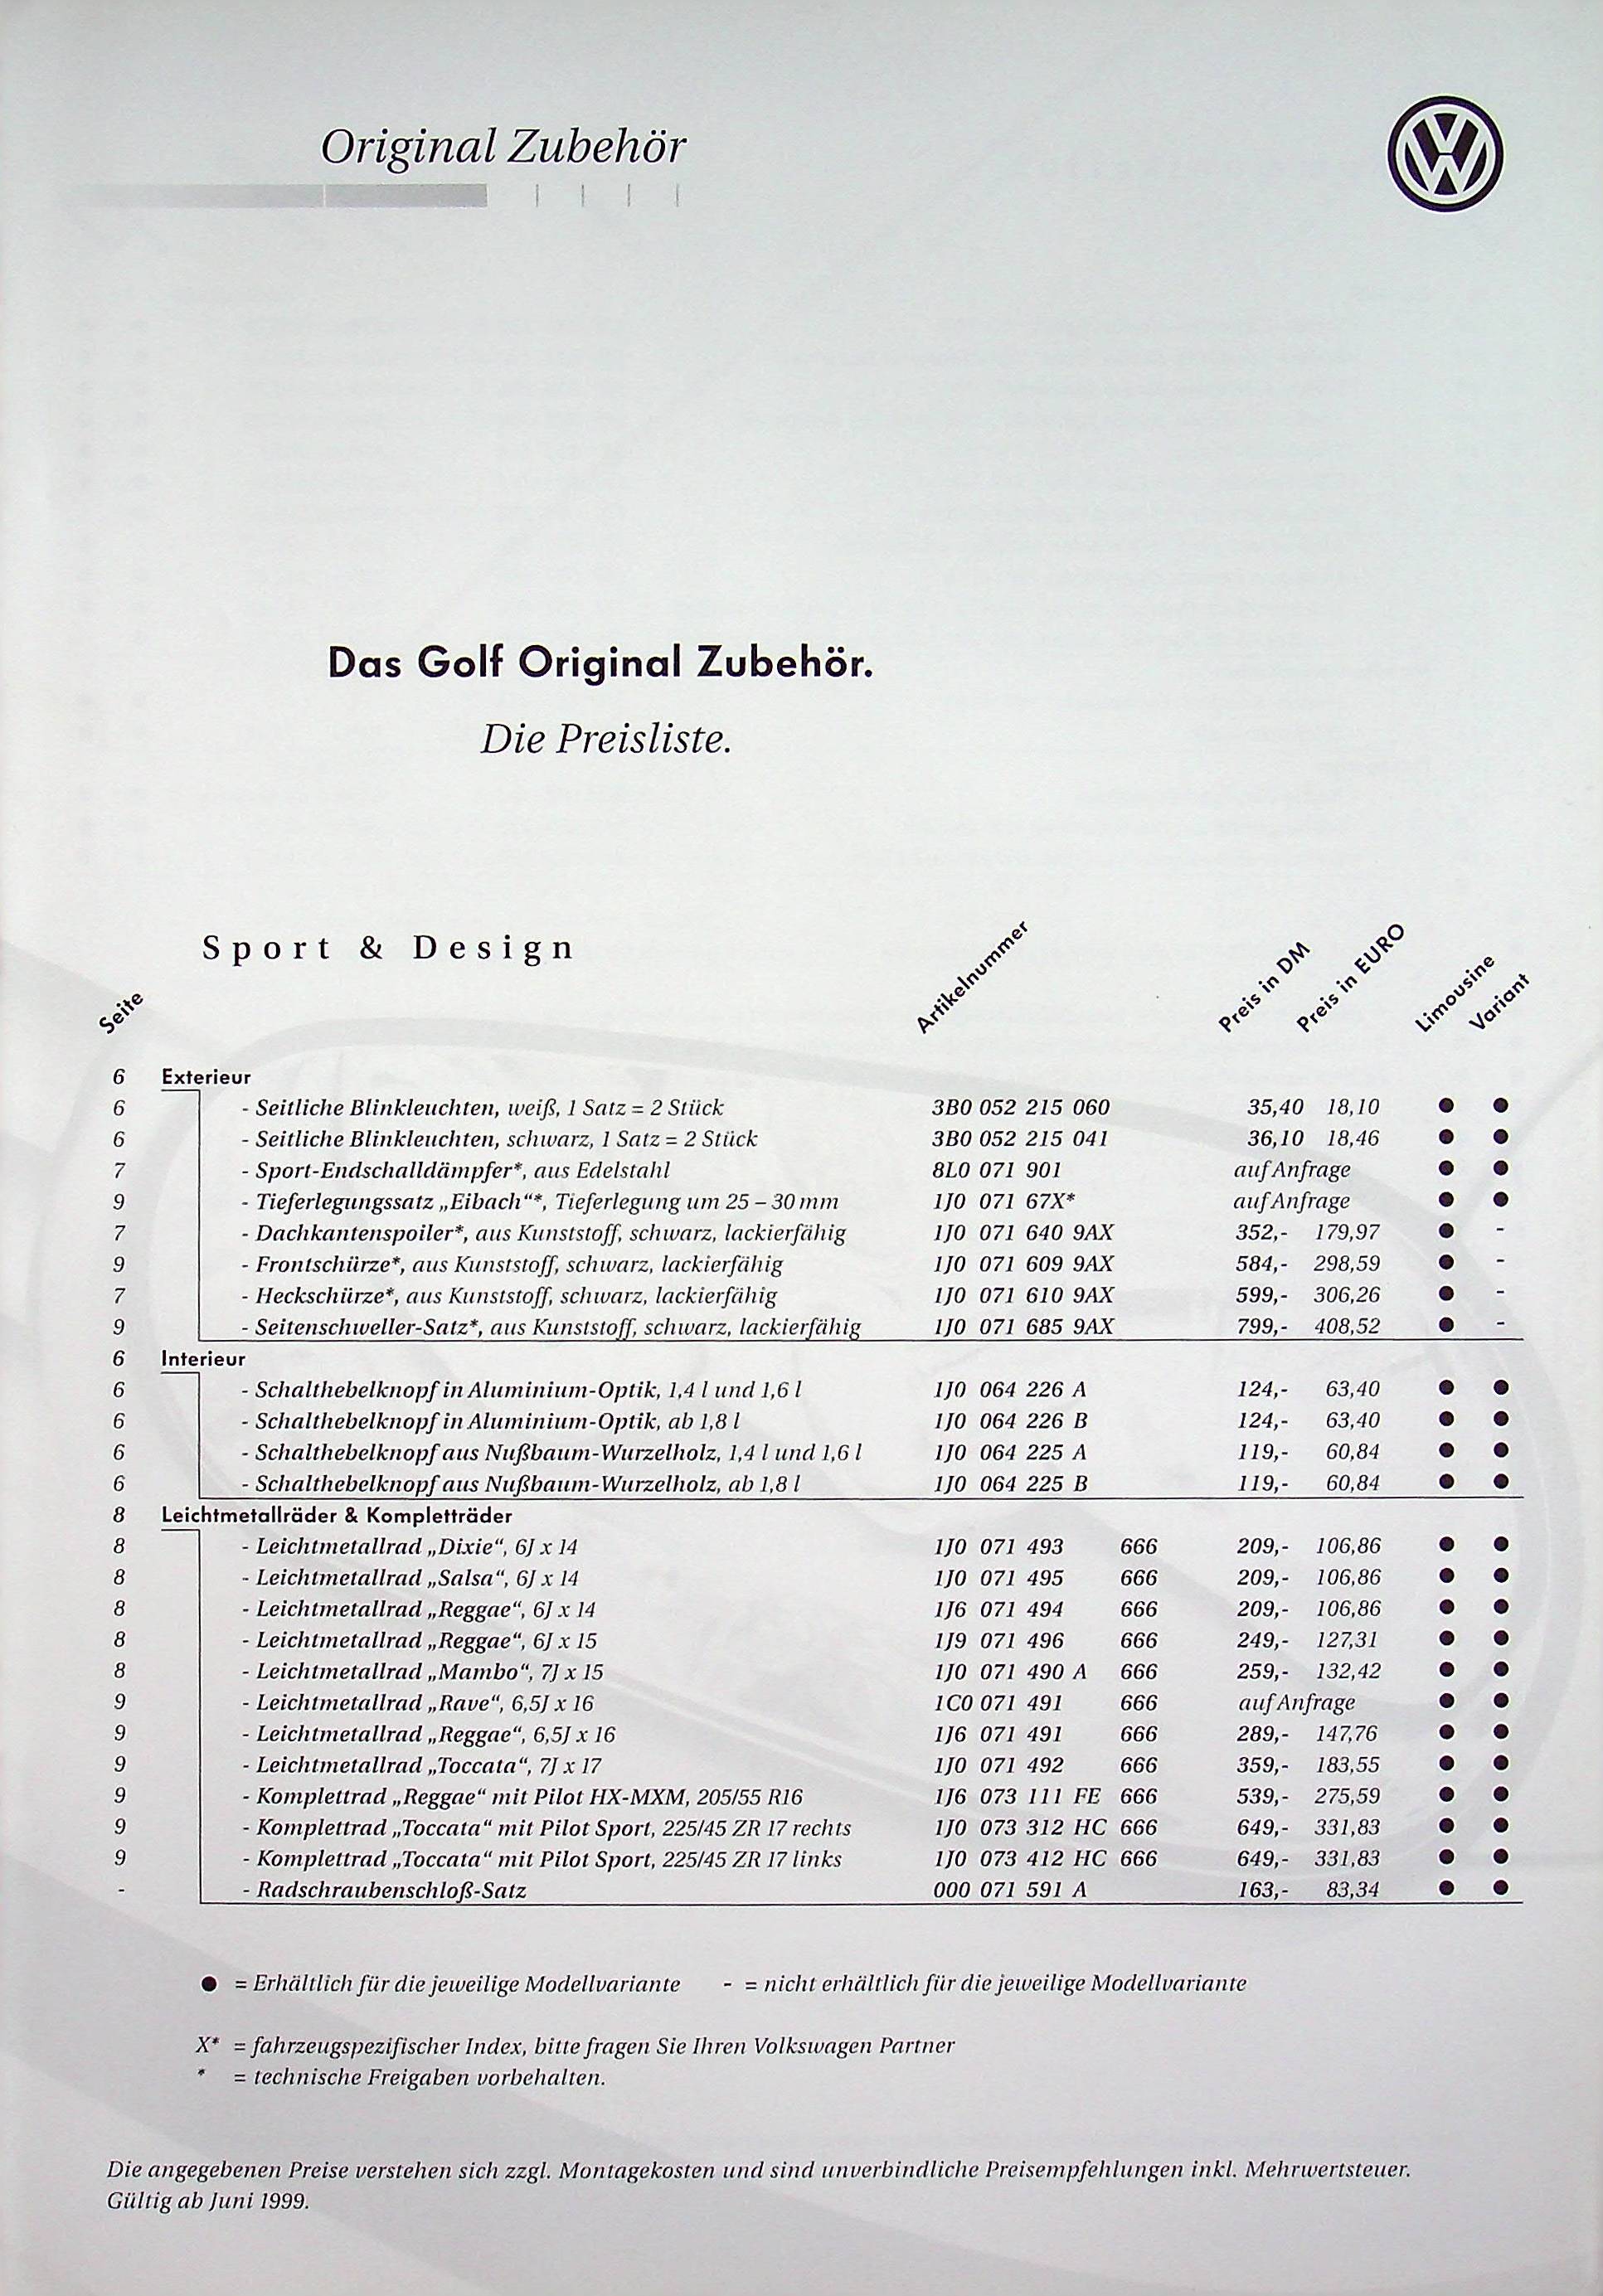 Original Zubehör
Das Golf Original Zubehör.
Die Preisliste.
Sport & Design
Seite Artikelnummer Preis in DM Preis in EURO Limousine Variant
6 Exterieur
6 - Seitliche Blinkleuchten, weiß, 1 Satz = 2 Stück 3B0 052 215 060 35,40 18,10 ● ●
6 - Seitliche Blinkleuchten, schwarz, 1 Satz = 2 Stück 3B0 052 215 041 36,10 18,46 ● ●
7 - Sport-Endschalldämpfer*, aus Edelstahl 8L0 071 901 auf Anfrage ● ●
9 - Tieferlegungssatz „Eibach“*, Tieferlegung um 25 – 30 mm 1J0 071 67X* auf Anfrage ● ●
7 - Dachkantenspoiler*, aus Kunststoff, schwarz, lackierfähig 1J0 071 640 9AX 352,- 179,97 ● -
9 - Frontschürze*, aus Kunststoff, schwarz, lackierfähig 1J0 071 609 9AX 584,- 298,59 ● -
7 - Heckschürze*, aus Kunststoff, schwarz, lackierfähig 1J0 071 610 9AX 599,- 306,26 ● -
9 - Seitenschweller-Satz*, aus Kunststoff, schwarz, lackierfähig 1J0 071 685 9AX 799,- 408,52 ● -
6 Interieur
6 - Schalthebelknopf in Aluminium-Optik, 1,4 l und 1,6 l 1J0 064 226 A 124,- 63,40 ● ●
6 - Schalthebelknopf in Aluminium-Optik, ab 1,8 l 1J0 064 226 B 124,- 63,40 ● ●
6 - Schalthebelknopf aus Nußbaum-Wurzelholz, 1,4 l und 1,6 l 1J0 064 225 A 119,- 60,84 ● ●
6 - Schalthebelknopf aus Nußbaum-Wurzelholz, ab 1,8 l 1J0 064 225 B 119,- 60,84 ● ●
8 Leichtmetallräder & Kompletträder
8 - Leichtmetallrad „Dixie“, 6J x 14 1J0 071 493 666 209,- 106,86 ● ●
8 - Leichtmetallrad „Salsa“, 6J x 14 1J0 071 495 666 209,- 106,86 ● ●
8 - Leichtmetallrad „Reggae“, 6J x 14 1J6 071 494 666 209,- 106,86 ● ●
8 - Leichtmetallrad „Reggae“, 6J x 15 1J9 071 496 666 249,- 127,31 ● ●
8 - Leichtmetallrad „Mambo“, 7J x 15 1J0 071 490 A 666 259,- 132,42 ● ●
9 - Leichtmetallrad „Rave“, 6,5J x 16 1C0 071 491 666 auf Anfrage ● ●
9 - Leichtmetallrad „Reggae“, 6,5J x 16 1J6 071 491 666 289,- 147,76 ● ●
9 - Leichtmetallrad „Toccata“, 7J x 17 1J0 071 492 666 359,- 183,55 ● ●
9 - Komplettrad „Reggae“ mit Pilot HX-MXM, 205/55 R16 1J6 073 111 FE 666 539,- 275,59 ● ●
9 - Komplettrad „Toccata“ mit Pilot Sport, 225/45 ZR 17 rechts 1J0 073 312 HC 666 649,- 331,83 ● ●
9 - Komplettrad „Toccata“ mit Pilot Sport, 225/45 ZR 17 links 1J0 073 412 HC 666 649,- 331,83 ● ●
- - Radschraubenschloß-Satz 000 071 591 A 163,- 83,34 ● ●
● = Erhältlich für die jeweilige Modellvariante - = nicht erhältlich für die jeweilige Modellvariante
X* = fahrzeugspezifischer Index, bitte fragen Sie Ihren Volkswagen Partner
* = technische Freigaben vorbehalten.
Die angegebenen Preise verstehen sich zzgl. Montagekosten und sind unverbindliche Preisempfehlungen inkl. Mehrwertsteuer.
Gültig ab Juni 1999.